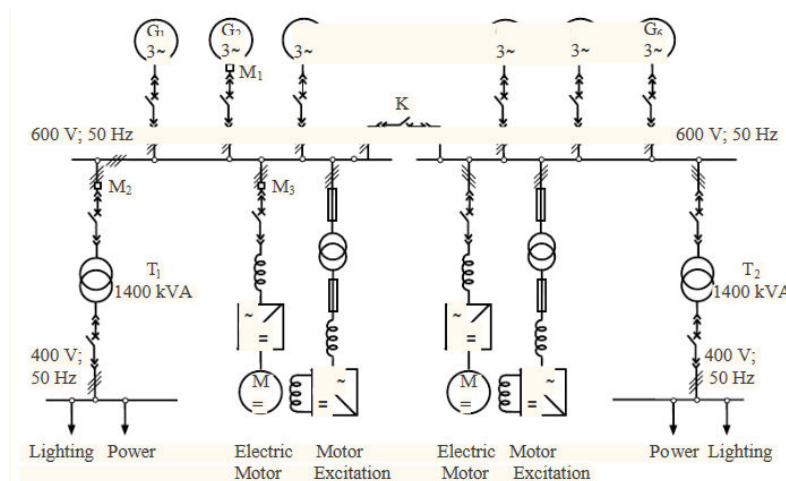 G₁ G₂ G₆
3~ 3~ 3~ 3~ 3~ 3~
M₁
K
600 V; 50 Hz 600 V; 50 Hz
M₂ M₃
T₁ T₂
1400 kVA 1400 kVA
~ ~
= =
400 V; 400 V;
50 Hz 50 Hz
M ~ M ~
= = = =
Lighting Power Electric Motor Electric Motor Power Lighting
Motor Excitation Motor Excitation